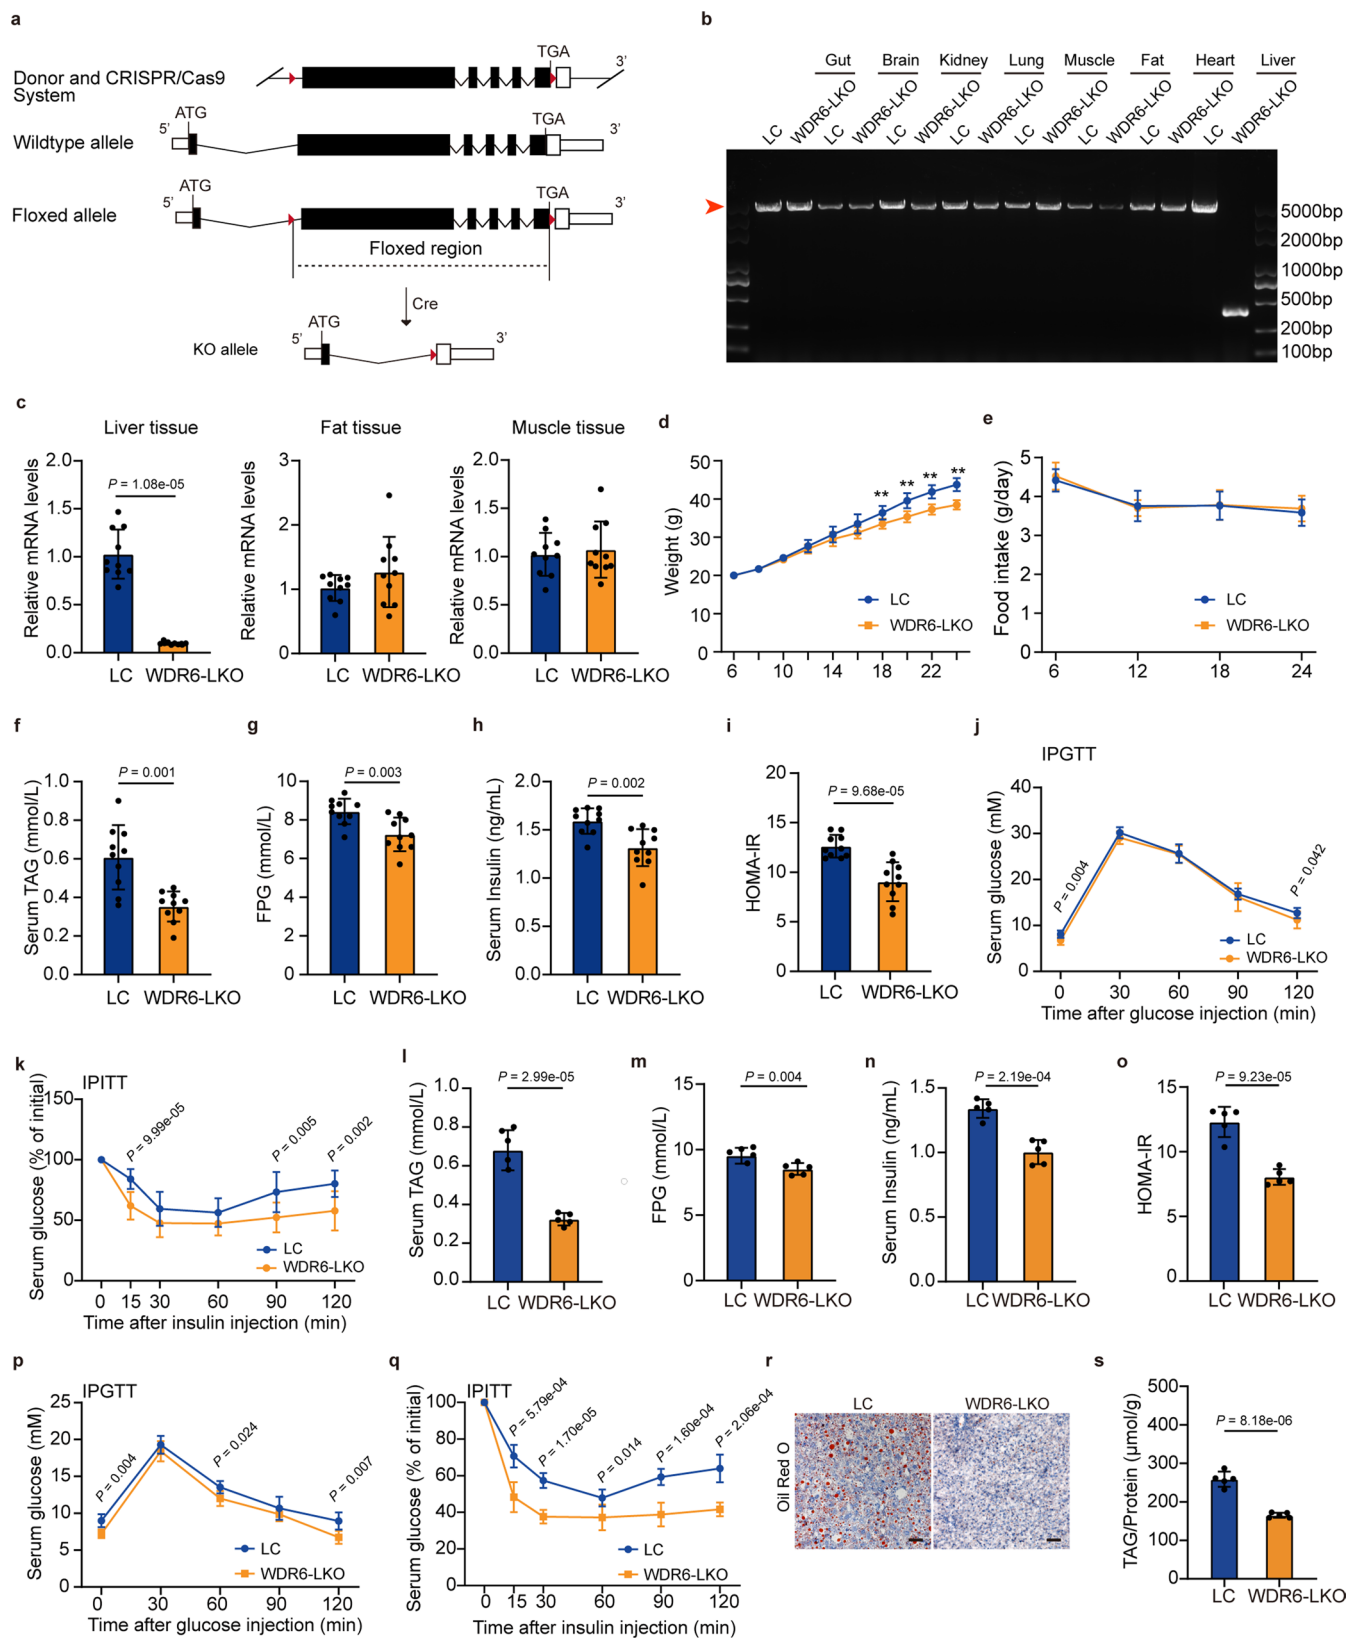 a
Donor and CRISPR/Cas9
System
TGA
3’
5’
ATG
Wildtype allele
TGA
3’
5’
ATG
Floxed allele
TGA
3’
Floxed region
Cre
5’
ATG
3’
KO allele
b
Gut Brain Kidney Lung Muscle Fat Heart Liver
LC WDR6-LKO LC WDR6-LKO LC WDR6-LKO LC WDR6-LKO LC WDR6-LKO LC WDR6-LKO LC WDR6-LKO LC WDR6-LKO
5000bp
2000bp
1000bp
500bp
200bp
100bp
c
Liver tissue
Relative mRNA levels
2.0
1.5
1.0
0.5
0.0
P = 1.08e-05
LC WDR6-LKO
Fat tissue
Relative mRNA levels
3
2
1
0
LC WDR6-LKO
Muscle tissue
Relative mRNA levels
2.0
1.5
1.0
0.5
0.0
LC WDR6-LKO
d
Weight (g)
50
40
30
20
10
0
** ** ** **
LC
WDR6-LKO
6 10 14 18 22
e
Food intake (g/day)
5
4
3
2
1
0
LC
WDR6-LKO
6 12 18 24
f
Serum TAG (mmol/L)
1.0
0.8
0.6
0.4
0.2
0.0
P = 0.001
LC WDR6-LKO
g
FPG (mmol/L)
10
8
6
4
2
0
P = 0.003
LC WDR6-LKO
h
Serum Insulin (ng/mL)
2.0
1.5
1.0
0.5
0.0
P = 0.002
LC WDR6-LKO
i
HOMA-IR
20
15
10
5
0
P = 9.68e-05
LC WDR6-LKO
j
IPGTT
Serum glucose (mM)
40
30
20
10
0
P = 0.004
P = 0.042
LC
WDR6-LKO
0 30 60 90 120
Time after glucose injection (min)
k
IPITT
Serum glucose (% of initial)
150
100
50
0
P = 9.99e-05
P = 0.005
P = 0.002
LC
WDR6-LKO
0 15 30 60 90 120
Time after insulin injection (min)
l
Serum TAG (mmol/L)
1.0
0.8
0.6
0.4
0.2
0.0
P = 2.99e-05
LC WDR6-LKO
m
FPG (mmol/L)
15
10
5
0
P = 0.004
LC WDR6-LKO
n
Serum Insulin (ng/mL)
1.5
1.0
0.5
0.0
P = 2.19e-04
LC WDR6-LKO
o
HOMA-IR
15
10
5
0
P = 9.23e-05
LC WDR6-LKO
p
IPGTT
Serum glucose (mM)
25
20
15
10
5
0
P = 0.004
P = 0.024
P = 0.007
LC
WDR6-LKO
0 30 60 90 120
Time after glucose injection (min)
q
IPITT
Serum glucose (% of initial)
100
80
60
40
20
0
P = 5.79e-04
P = 1.70e-05
P = 0.014
P = 1.60e-04
P = 2.06e-04
LC
WDR6-LKO
0 15 30 60 90 120
Time after insulin injection (min)
r
LC WDR6-LKO
Oil Red O
s
TAG/Protein (μmol/g)
500
400
300
200
100
0
P = 8.18e-06
LC WDR6-LKO